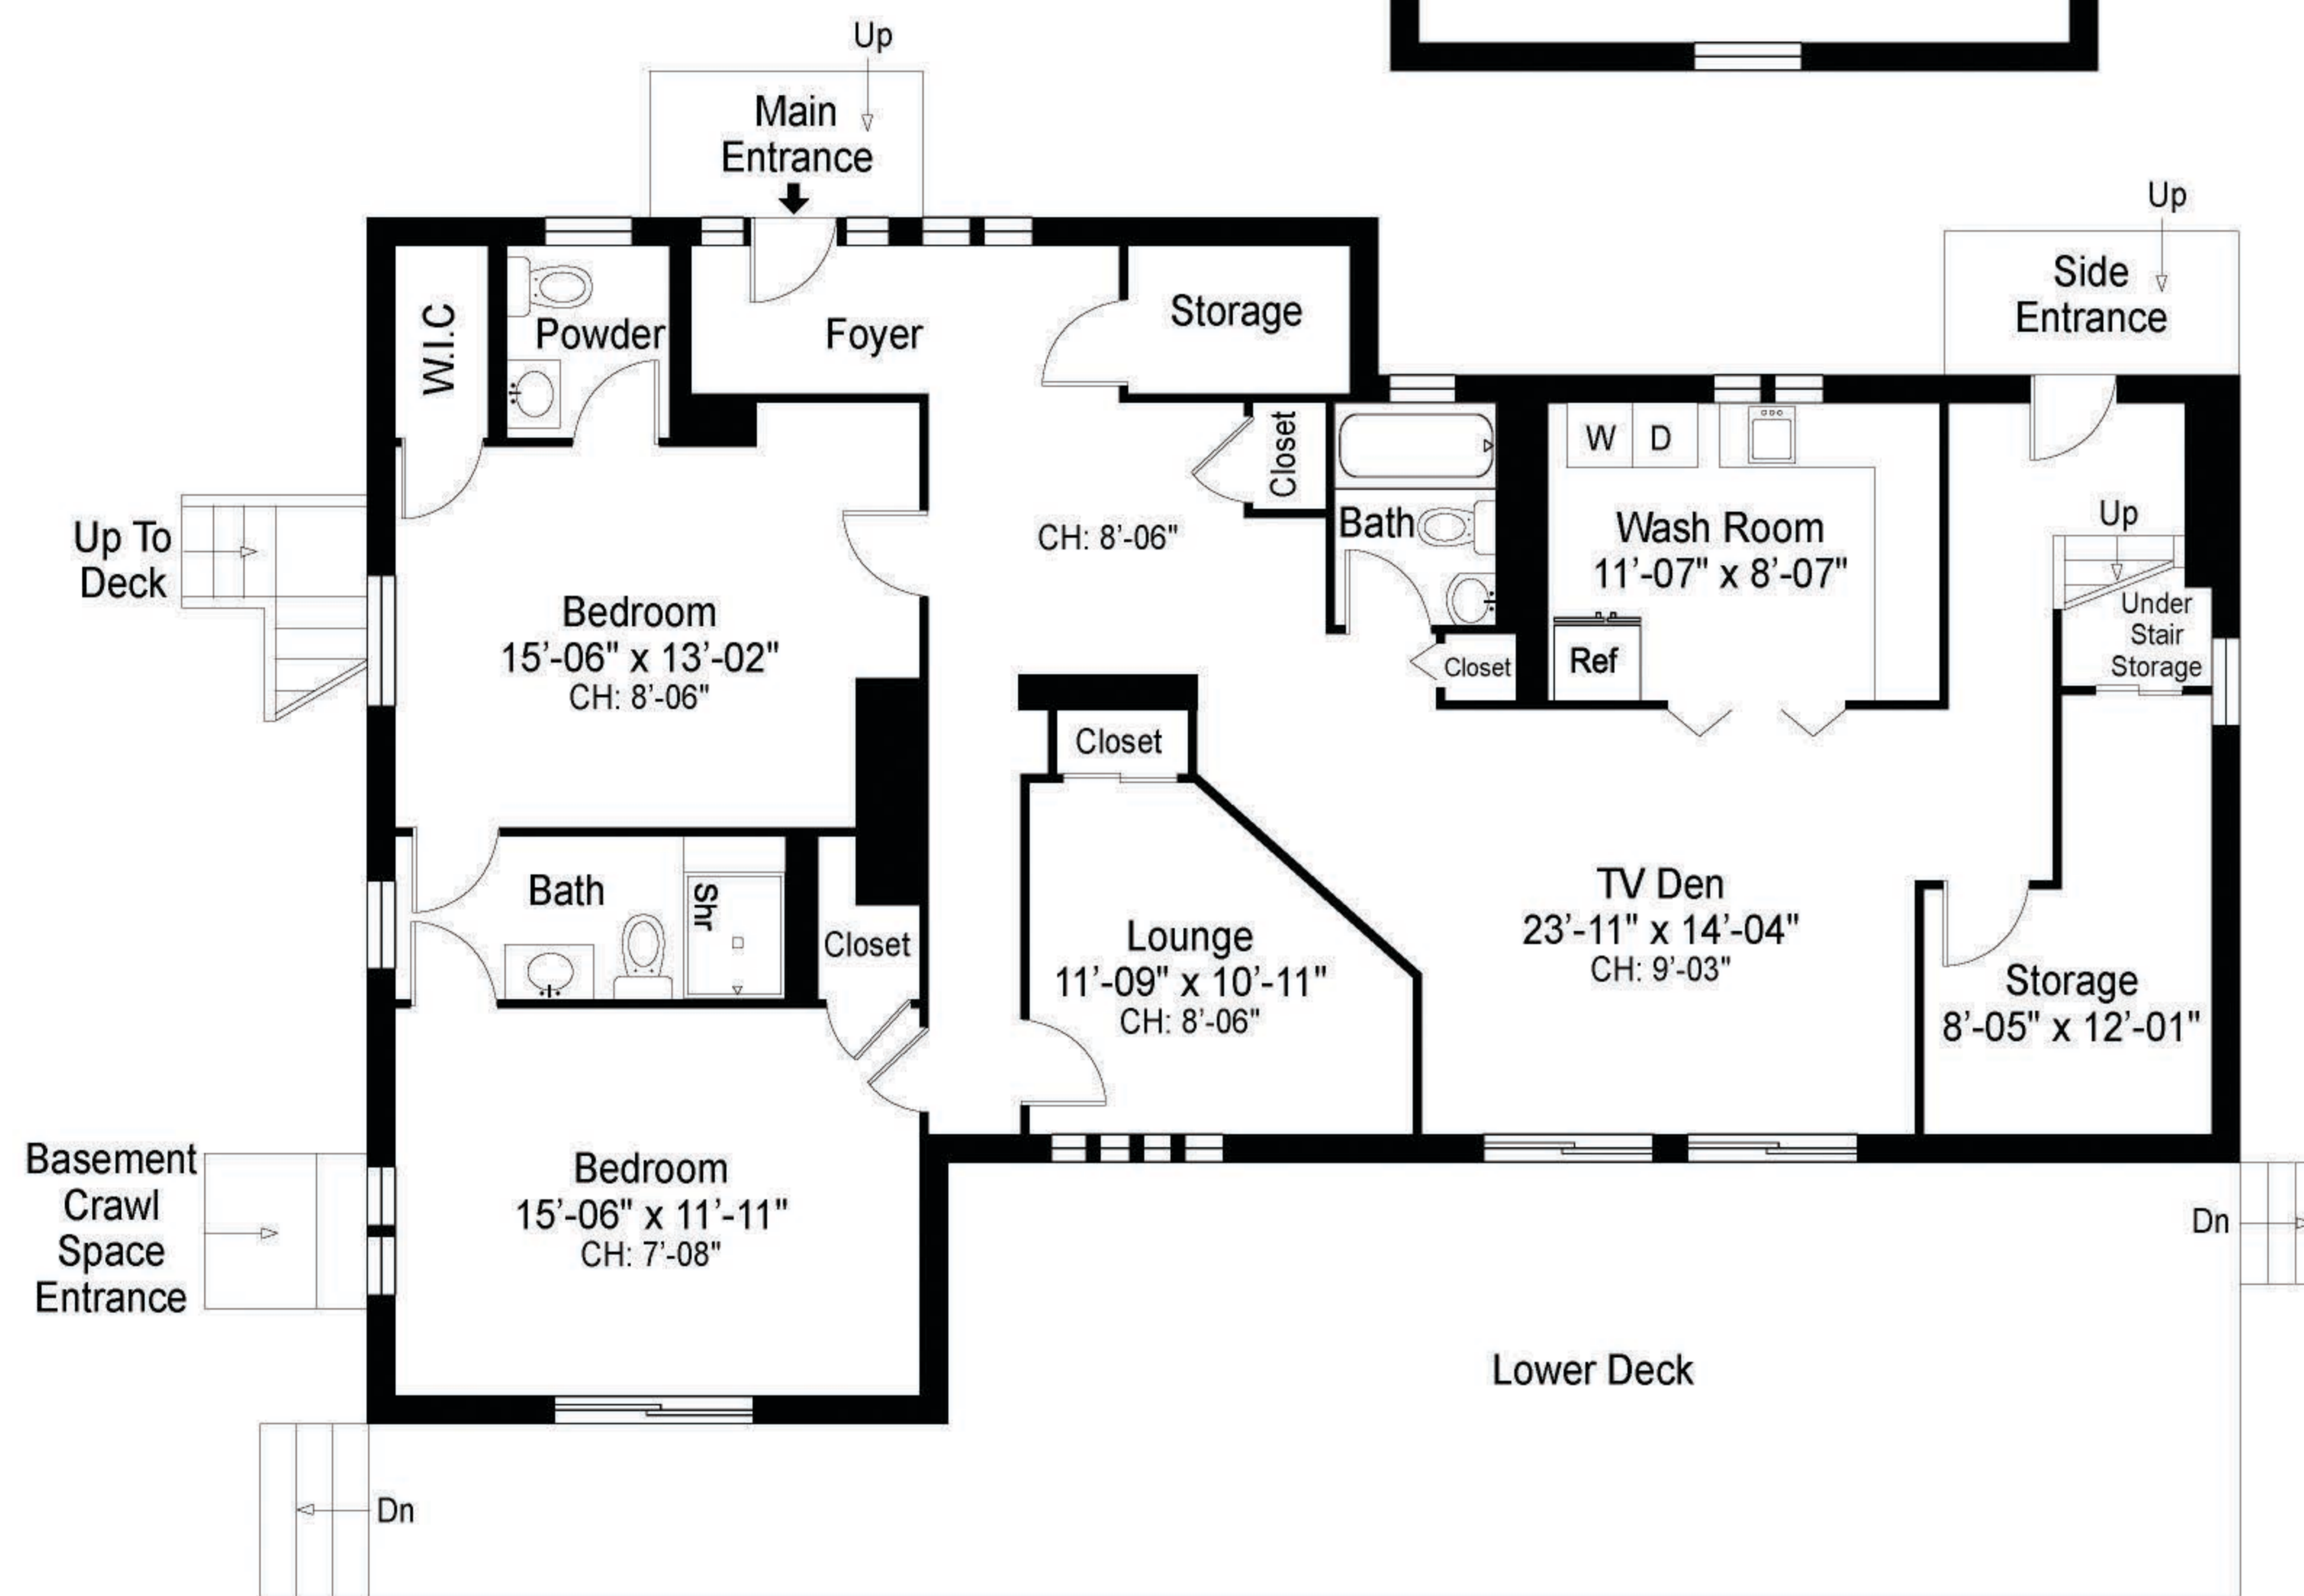 Up
Main
Entrance
Up
Side
Entrance
W.I.C
Powder
Foyer
Storage
Closet
W D
Up To
Deck
Bedroom
15'-06" x 13'-02"
CH: 8'-06"
CH: 8'-06"
Bath
Wash Room
11'-07" x 8'-07"
Up
Under
Stair
Storage
Closet
Ref
Closet
Bath
Shr
Closet
Lounge
11'-09" x 10'-11"
CH: 8'-06"
TV Den
23'-11" x 14'-04"
CH: 9'-03"
Storage
8'-05" x 12'-01"
Basement
Crawl
Space
Entrance
Bedroom
15'-06" x 11'-11"
CH: 7'-08"
Dn
Lower Deck
Dn